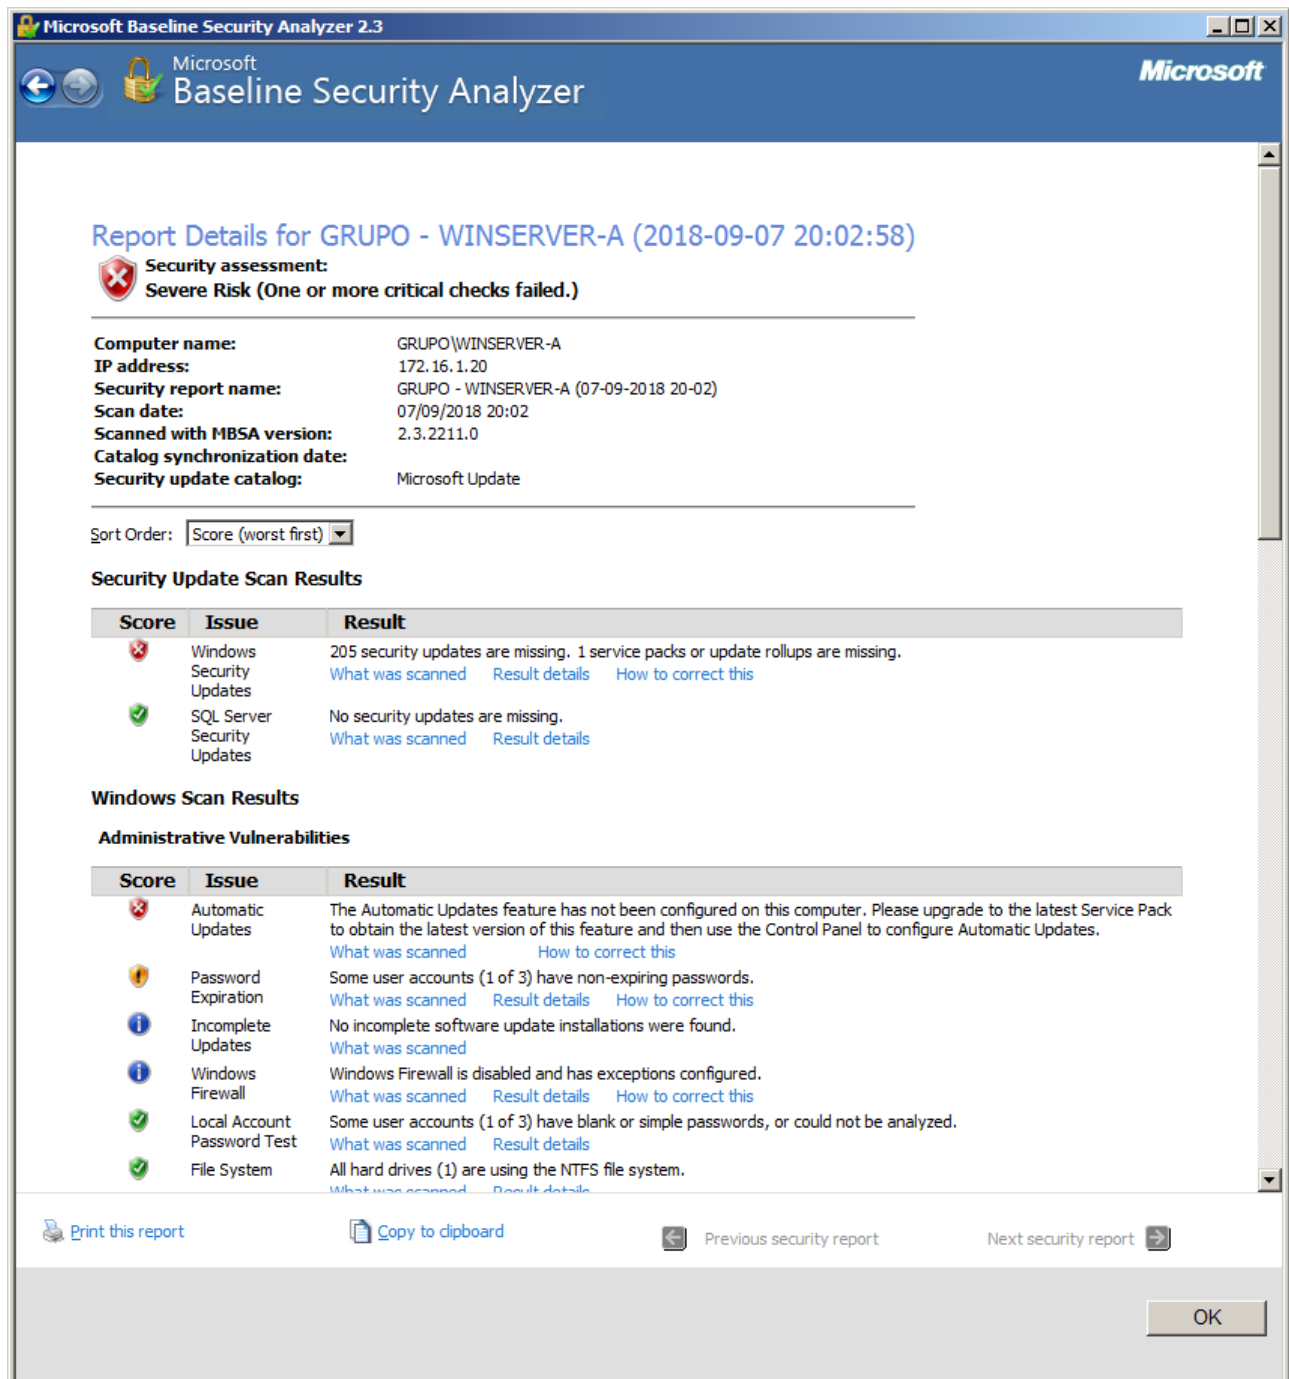 Microsoft Baseline Security Analyzer 2.3
Microsoft
Baseline Security Analyzer
Microsoft
Report Details for GRUPO - WINSERVER-A (2018-09-07 20:02:58)
Security assessment:
Severe Risk (One or more critical checks failed.)
Computer name: GRUPO\WINSERVER-A
IP address: 172.16.1.20
Security report name: GRUPO - WINSERVER-A (07-09-2018 20-02)
Scan date: 07/09/2018 20:02
Scanned with MBSA version: 2.3.2211.0
Catalog synchronization date:
Security update catalog: Microsoft Update
Sort Order: Score (worst first)
Security Update Scan Results
Score Issue Result
Windows Security Updates
205 security updates are missing. 1 service packs or update rollups are missing.
What was scanned Result details How to correct this
SQL Server Security Updates
No security updates are missing.
What was scanned Result details
Windows Scan Results
Administrative Vulnerabilities
Score Issue Result
Automatic Updates
The Automatic Updates feature has not been configured on this computer. Please upgrade to the latest Service Pack
to obtain the latest version of this feature and then use the Control Panel to configure Automatic Updates.
What was scanned How to correct this
Password Expiration
Some user accounts (1 of 3) have non-expiring passwords.
What was scanned Result details How to correct this
Incomplete Updates
No incomplete software update installations were found.
What was scanned
Windows Firewall
Windows Firewall is disabled and has exceptions configured.
What was scanned Result details How to correct this
Local Account Password Test
Some user accounts (1 of 3) have blank or simple passwords, or could not be analyzed.
What was scanned Result details
File System
All hard drives (1) are using the NTFS file system.
What was scanned Result details
Print this report
Copy to clipboard
Previous security report
Next security report
OK